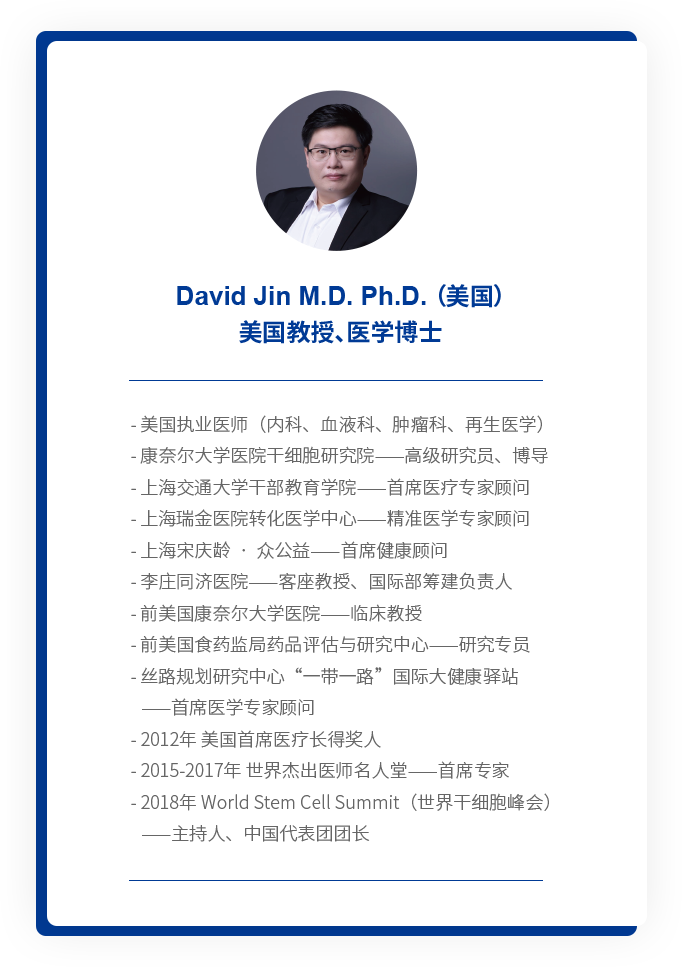 David Jin M.D. Ph.D.（美国）
美国教授、医学博士
- 美国执业医师（内科、血液科、肿瘤科、再生医学）
- 康奈尔大学医院干细胞研究院——高级研究员、博导
- 上海交通大学干部教育学院——首席医疗专家顾问
- 上海瑞金医院转化医学中心——精准医学专家顾问
- 上海宋庆龄 · 众公益——首席健康顾问
- 李庄同济医院——客座教授、国际部筹建负责人
- 前美国康奈尔大学医院——临床教授
- 前美国食药监局药品评估与研究中心——研究专员
- 丝路规划研究中心“一带一路”国际大健康驿站
——首席医学专家顾问
- 2012年 美国首席医疗长得奖人
- 2015-2017年 世界杰出医师名人堂——首席专家
- 2018年 World Stem Cell Summit（世界干细胞峰会）
——主持人、中国代表团团长